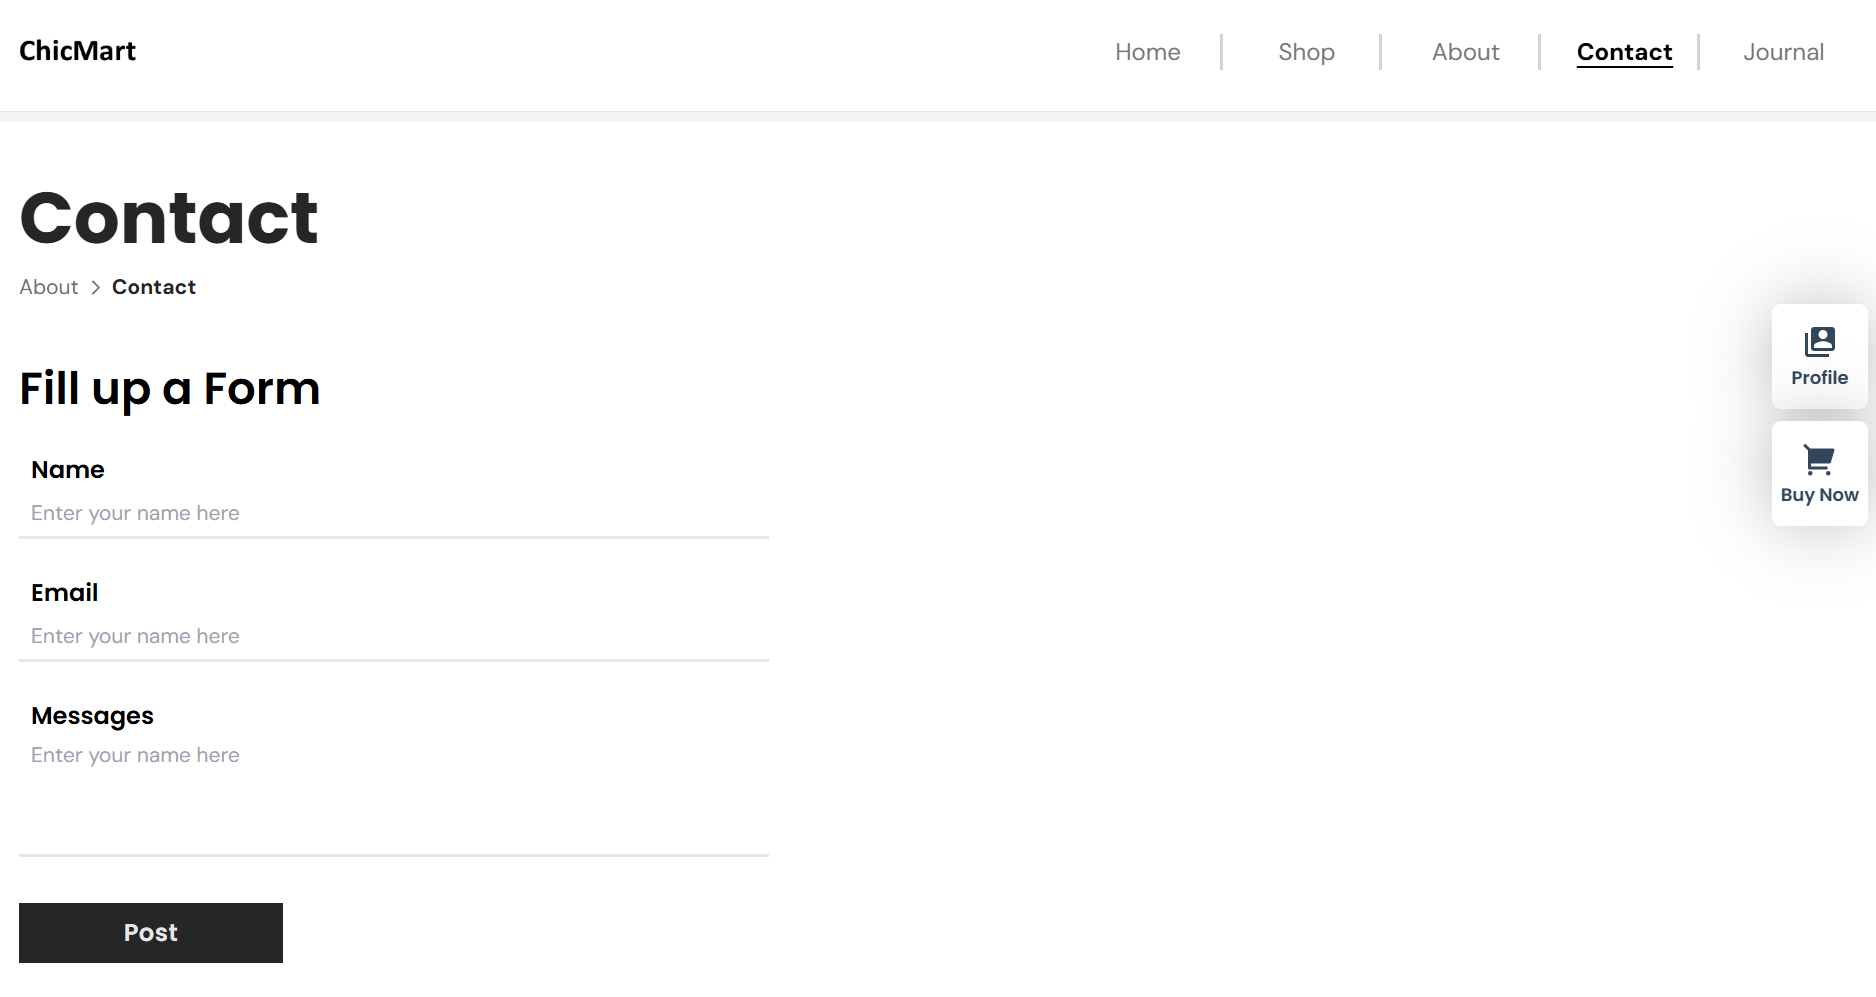 ChicMart
Home Shop About Contact Journal
Contact
About > Contact
Fill up a Form
Name
Enter your name here
Email
Enter your name here
Messages
Enter your name here
Post
Profile
Buy Now